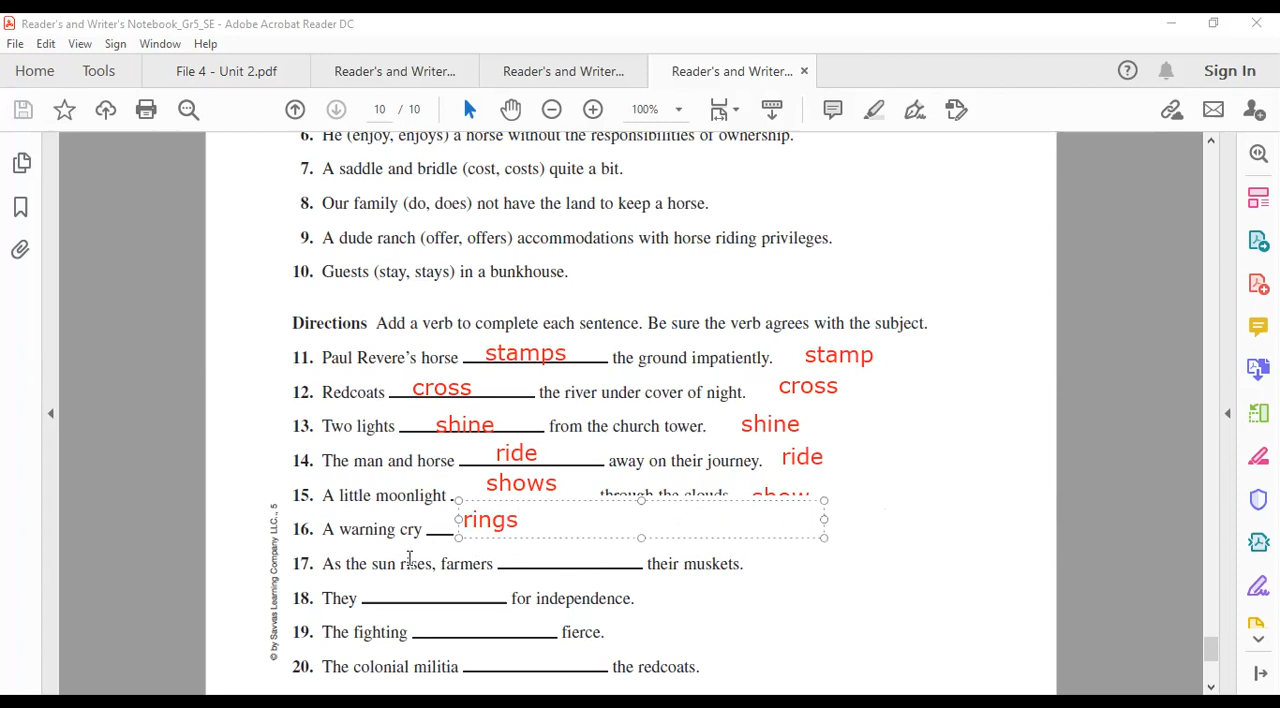 Reader's and Writer's Notebook_Gr5_SE - Adobe Acrobat Reader DC
File Edit View Sign Window Help
Home Tools File 4 - Unit 2.pdf Reader's and Writer... Reader's and Writer... Reader's and Writer... × Sign In
10 / 10 100%
6. He (enjoy, enjoys) a horse without the responsibilities of ownership.
7. A saddle and bridle (cost, costs) quite a bit.
8. Our family (do, does) not have the land to keep a horse.
9. A dude ranch (offer, offers) accommodations with horse riding privileges.
10. Guests (stay, stays) in a bunkhouse.
Directions Add a verb to complete each sentence. Be sure the verb agrees with the subject.
11. Paul Revere's horse stamps the ground impatiently. stamp
12. Redcoats cross the river under cover of night. cross
13. Two lights shine from the church tower. shine
14. The man and horse ride away on their journey. ride
15. A little moonlight shows through the clouds. show
16. A warning cry rings
17. As the sun rises, farmers ___ their muskets.
18. They ___ for independence.
19. The fighting ___ fierce.
20. The colonial militia ___ the redcoats.
© by Savvas Learning Company LLC., 5